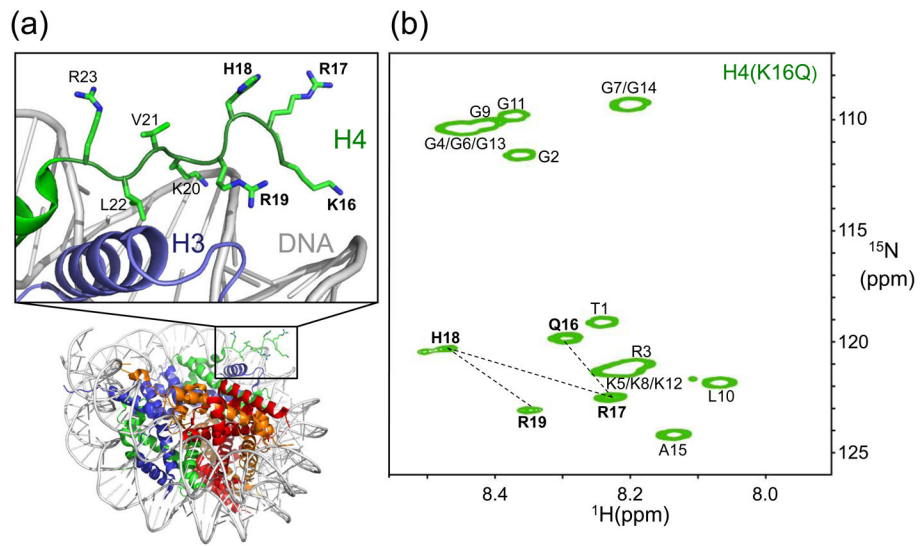 (a)
(b)
R23
H18
R17
V21
H4
K20
L22
R19
K16
H3
DNA
H4(K16Q)
110
115
120
125
15N
(ppm)
G7/G14
G11
G9
G4/G6/G13
G2
T1
Q16
H18
R3
K5/K8/K12
L10
R17
R19
A15
8.4
8.2
8.0
1H(ppm)